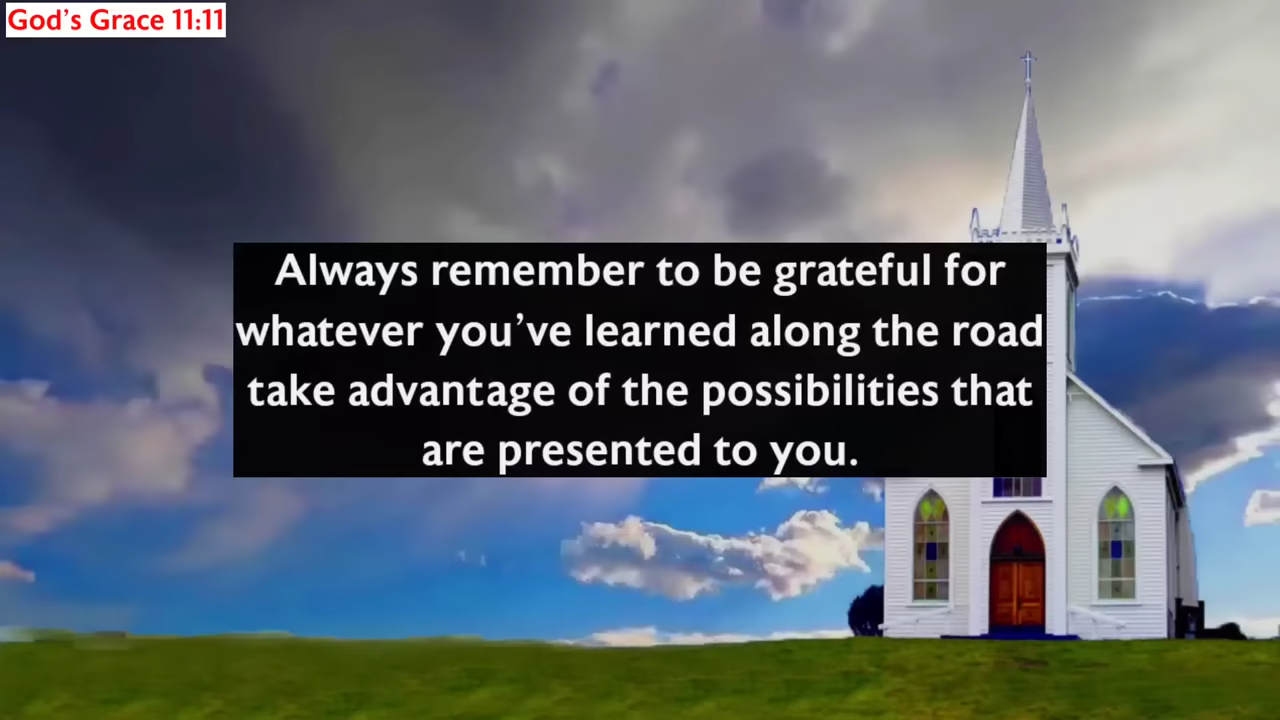 God’s Grace 11:11
Always remember to be grateful for
whatever you’ve learned along the road
take advantage of the possibilities that
are presented to you.